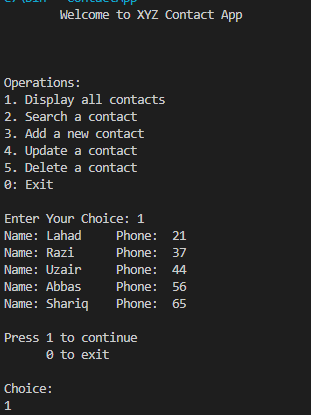 Welcome to XYZ Contact App
Operations:
1. Display all contacts
2. Search a contact
3. Add a new contact
4. Update a contact
5. Delete a contact
0: Exit
Enter Your Choice: 1
Name: Lahad     Phone:  21
Name: Razi      Phone:  37
Name: Uzair     Phone:  44
Name: Abbas     Phone:  56
Name: Shariq    Phone:  65
Press 1 to continue
0 to exit
Choice:
1